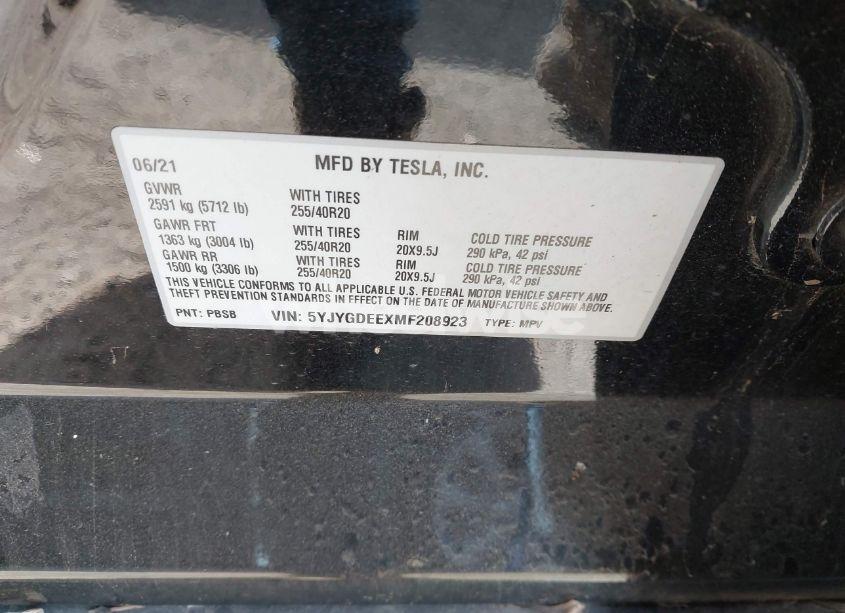 06/21 MFD BY TESLA, INC.
GVWR WITH TIRES
2591 kg (5712 lb) 255/40R20
GAWR FRT WITH TIRES RIM COLD TIRE PRESSURE
1363 kg (3004 lb) 255/40R20 20X9.5J 290 kPa, 42 psi
GAWR RR WITH TIRES RIM COLD TIRE PRESSURE
1500 kg (3306 lb) 255/40R20 20X9.5J 290 kPa, 42 psi
THIS VEHICLE CONFORMS TO ALL APPLICABLE U.S. FEDERAL MOTOR VEHICLE SAFETY AND
THEFT PREVENTION STANDARDS IN EFFECT ON THE DATE OF MANUFACTURE SHOWN ABOVE.
PNT: PBSB VIN: 5YJYGDEEXMF208923 TYPE: MPV